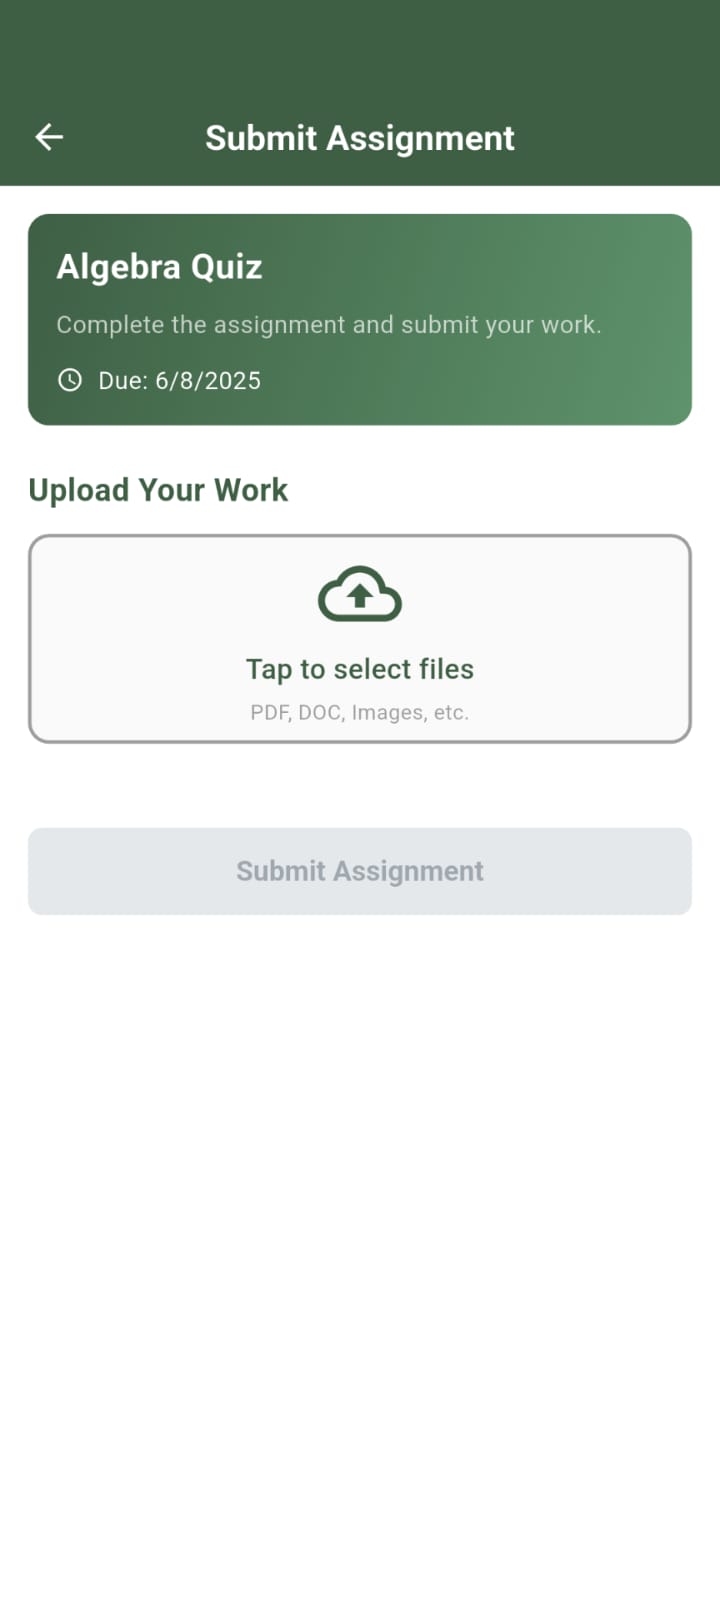 Submit Assignment
Algebra Quiz
Complete the assignment and submit your work.
Due: 6/8/2025
Upload Your Work
Tap to select files
PDF, DOC, Images, etc.
Submit Assignment